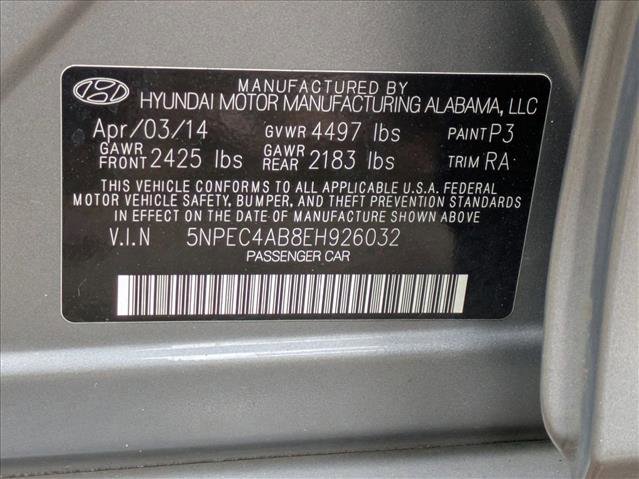 MANUFACTURED BY
HYUNDAI MOTOR MANUFACTURING ALABAMA, LLC
Apr/03/14 GVWR 4497 lbs PAINT P3
GAWR FRONT 2425 lbs GAWR REAR 2183 lbs TRIM RA
THIS VEHICLE CONFORMS TO ALL APPLICABLE U.S.A. FEDERAL
MOTOR VEHICLE SAFETY, BUMPER, AND THEFT PREVENTION STANDARDS
IN EFFECT ON THE DATE OF MANUFACTURE SHOWN ABOVE
V.I.N 5NPEC4AB8EH926032
PASSENGER CAR